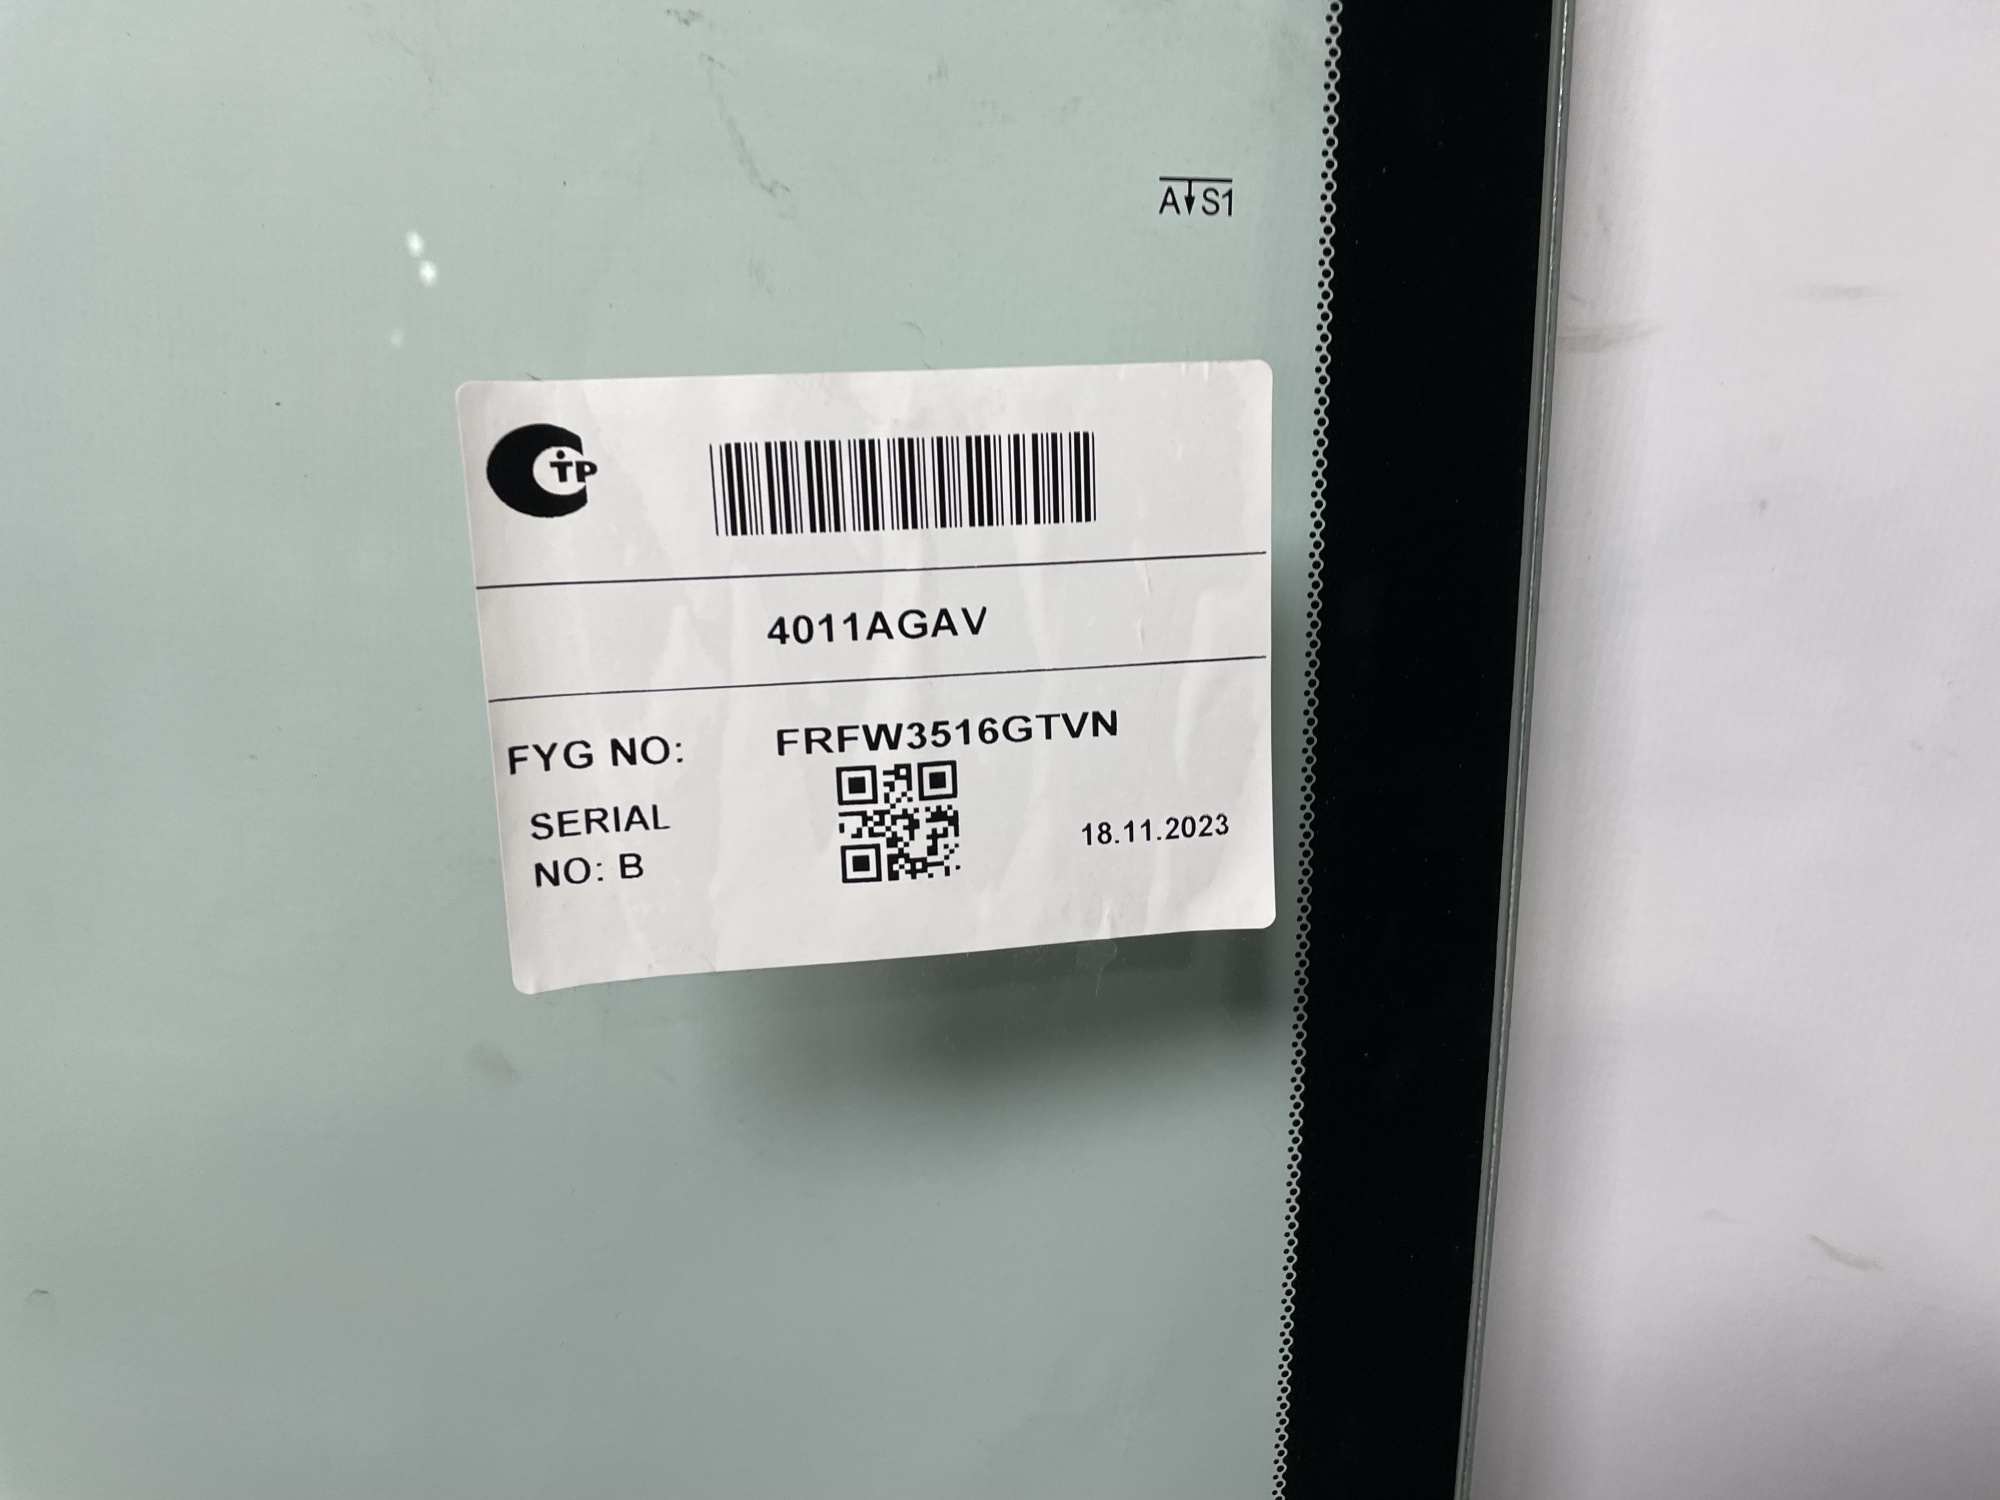 A↓S1
TP
4011AGAV
FYG NO: FRFW3516GTVN
SERIAL
NO: B
18.11.2023